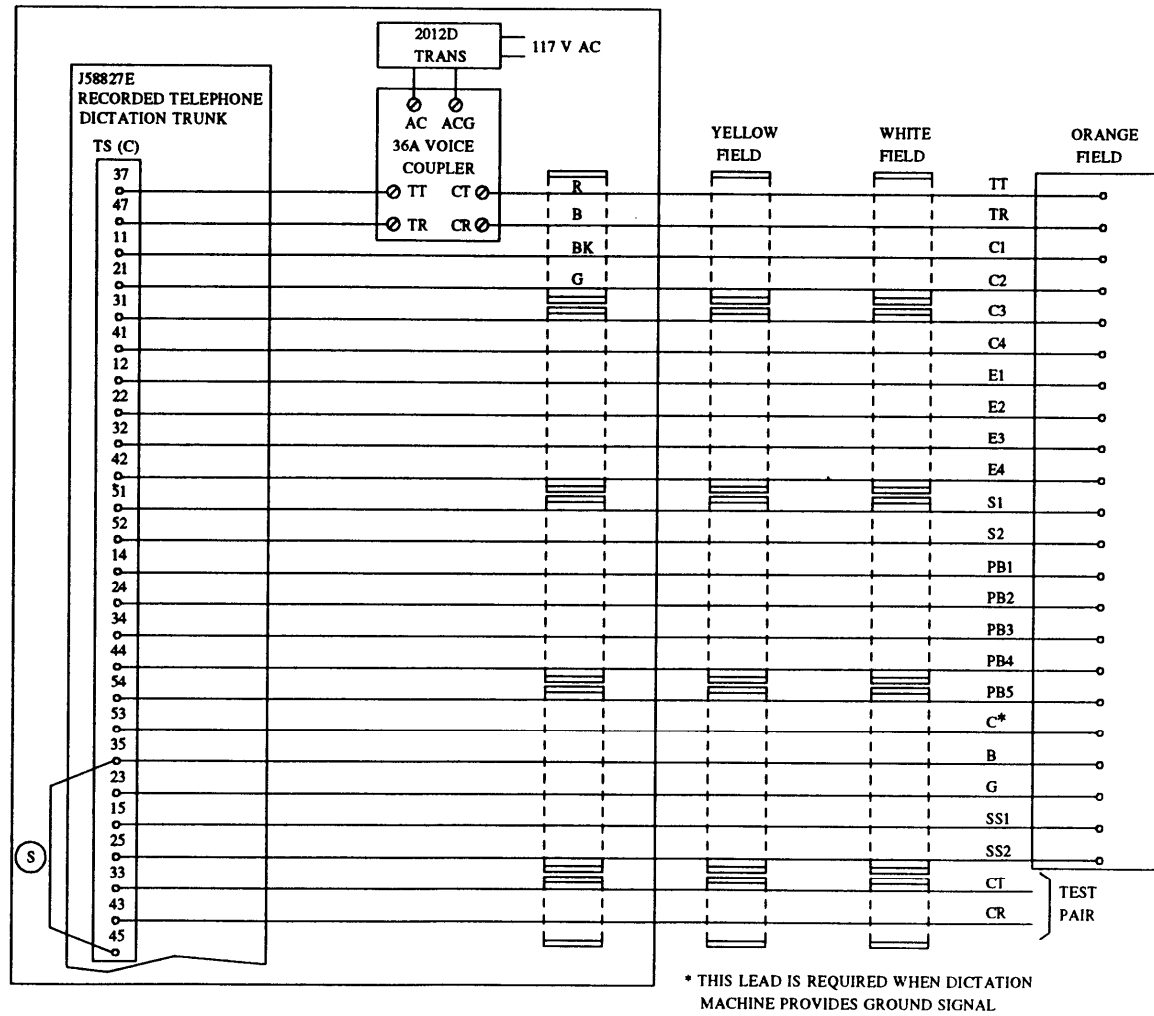 2012D
TRANS
117 V AC
J58827E
RECORDED TELEPHONE
DICTATION TRUNK
TS (C)
AC ACG
36A VOICE
COUPLER
TT CT
TR CR
YELLOW
FIELD
WHITE
FIELD
ORANGE
FIELD
37
R
TT
47
B
TR
11
BK
C1
21
G
C2
31
C3
41
C4
12
E1
22
E2
32
E3
42
E4
51
S1
52
S2
14
PB1
24
PB2
34
PB3
44
PB4
54
PB5
53
C*
35
B
23
G
15
SS1
25
SS2
S
33
CT
43
CR
45
TEST
PAIR
* THIS LEAD IS REQUIRED WHEN DICTATION
MACHINE PROVIDES GROUND SIGNAL